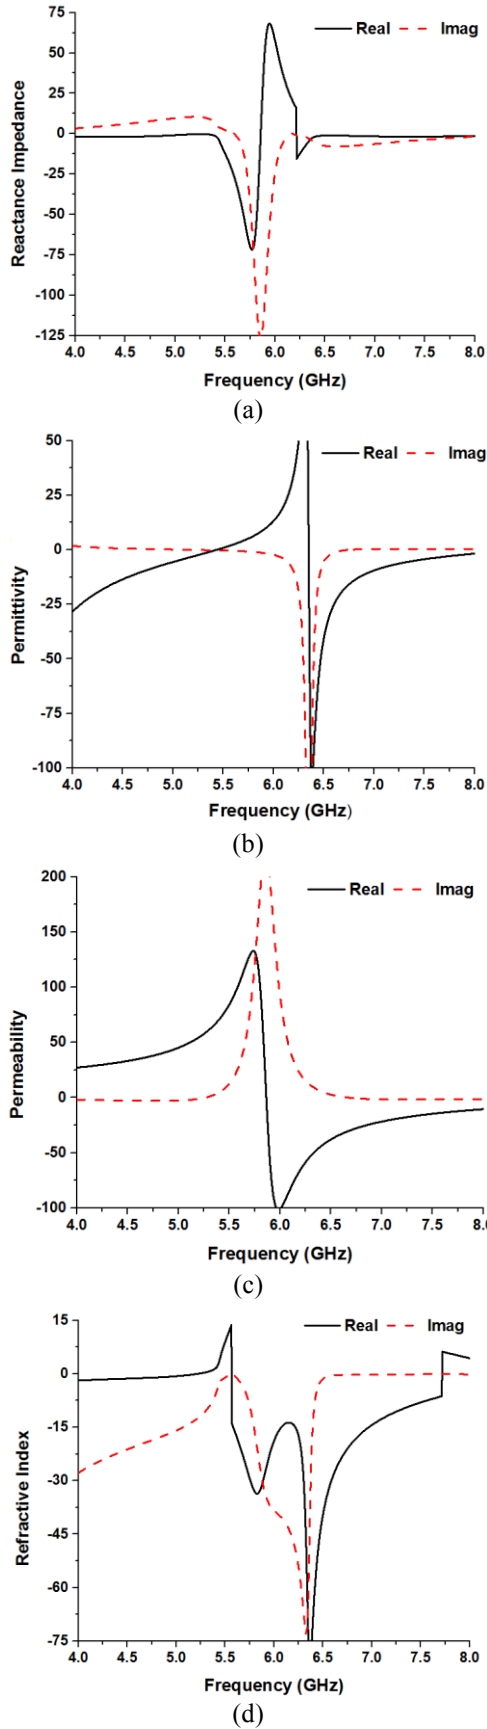 75
50
25
0
-25
-50
-75
-100
-125
Reactance Impedance
Real Imag
4.0 4.5 5.0 5.5 6.0 6.5 7.0 7.5 8.0
Frequency (GHz)
(a)
50
25
0
-25
-50
-75
-100
Permittivity
Real Imag
4.0 4.5 5.0 5.5 6.0 6.5 7.0 7.5 8.0
Frequency (GHz)
(b)
200
150
100
50
0
-50
-100
Permeability
Real Imag
4.0 4.5 5.0 5.5 6.0 6.5 7.0 7.5 8.0
Frequency (GHz)
(c)
15
0
-15
-30
-45
-60
-75
Refractive Index
Real Imag
4.0 4.5 5.0 5.5 6.0 6.5 7.0 7.5 8.0
Frequency (GHz)
(d)